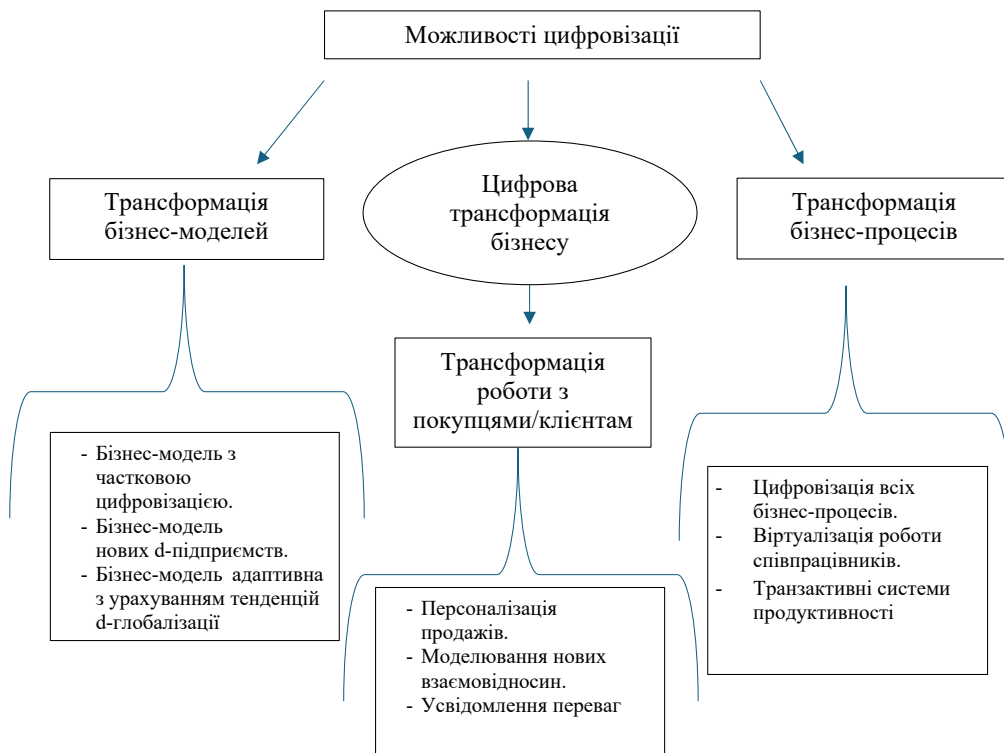 Можливості цифровізації
Трансформація
бізнес-моделей
Цифрова
трансформація
бізнесу
Трансформація
бізнес-процесів
Трансформація
роботи з
покупцями/клієнтам
- Бізнес-модель з
частковою
цифровізацією.
- Бізнес-модель
нових d-підприємств.
- Бізнес-модель адаптивна
з урахуванням тенденцій
d-глобалізації
- Персоналізація
продажів.
- Моделювання нових
взаємовідносин.
- Усвідомлення переваг
- Цифровізація всіх
бізнес-процесів.
- Віртуалізація роботи
співпрацівників.
- Транзактивні системи
продуктивності